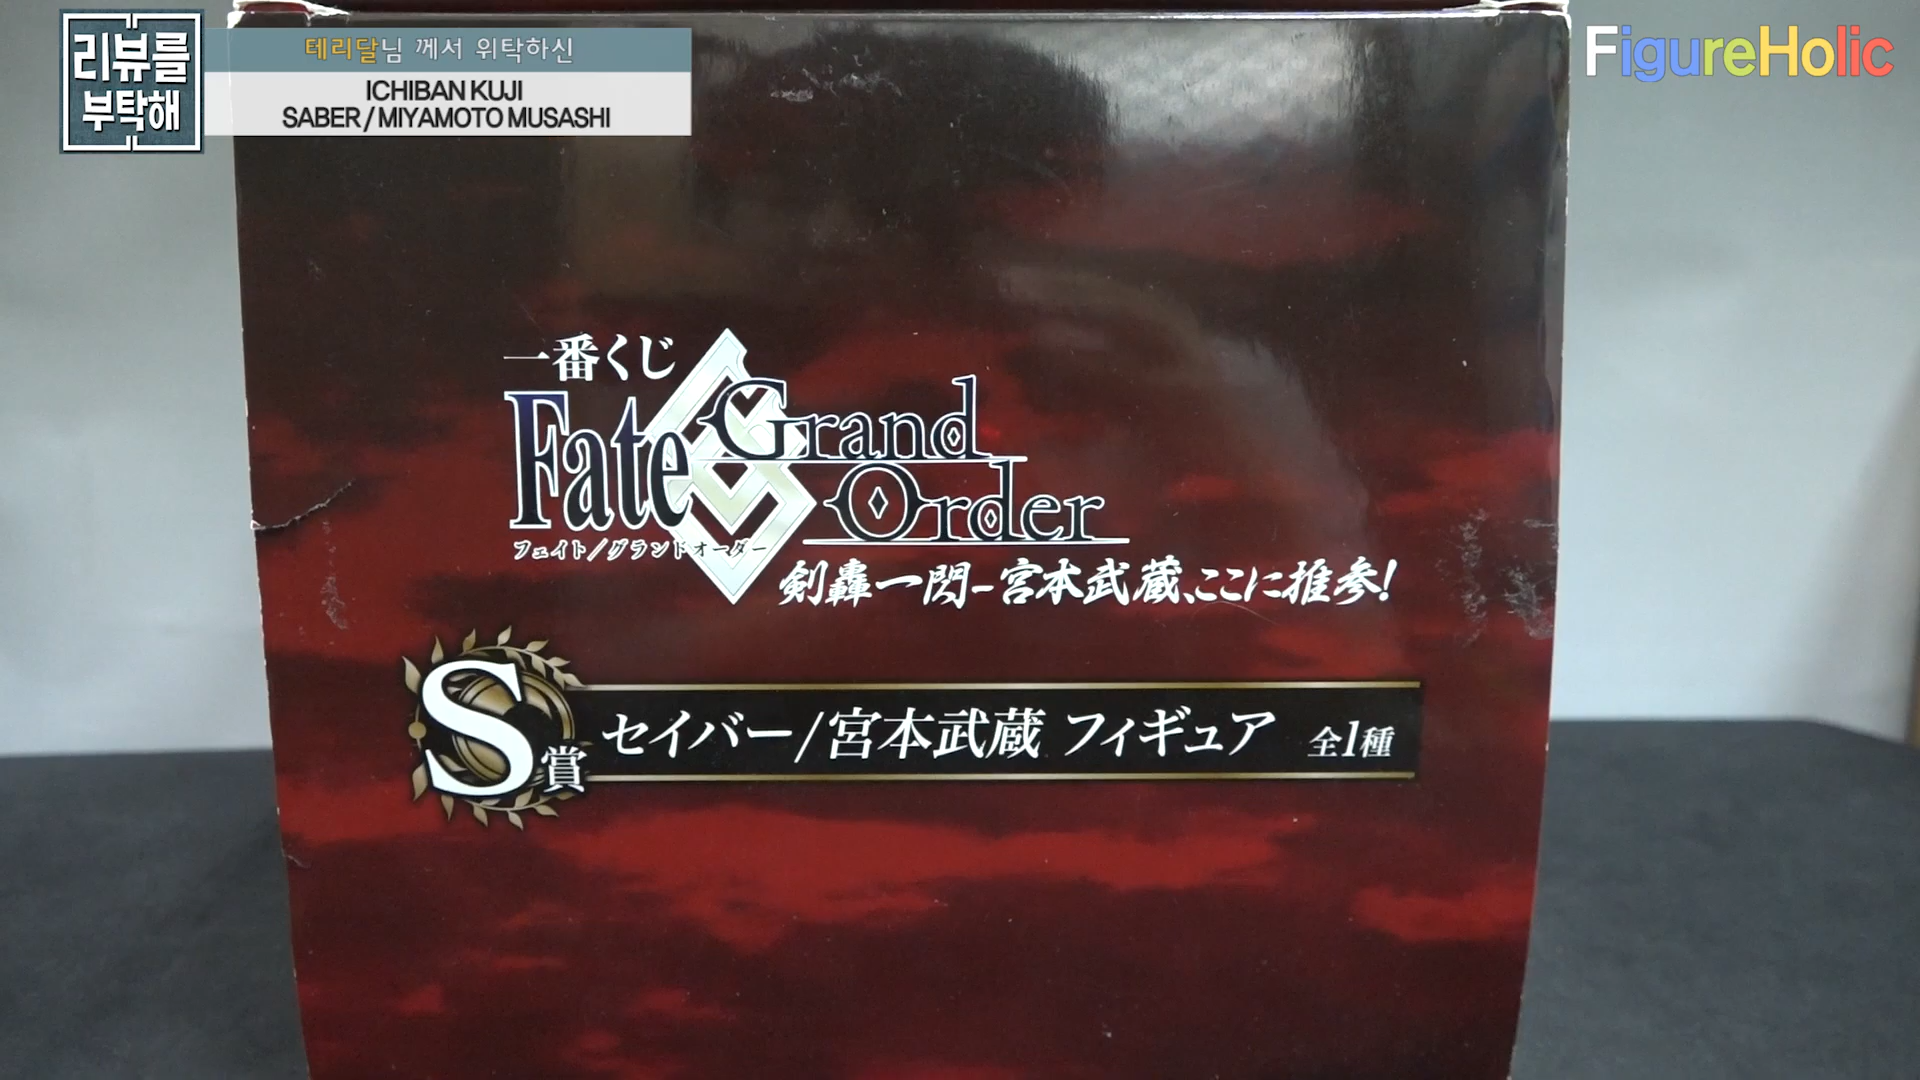 리뷰를
부탁해
테리달님 께서 위탁하신
ICHIBAN KUJI
SABER / MIYAMOTO MUSASHI
FigureHolic
一番くじ
Fate
Grand
Order
フェイト/グランドオーダー
剣轟一閃-宮本武蔵、ここに推参!
S賞 セイバー/宮本武蔵 フィギュア 全1種